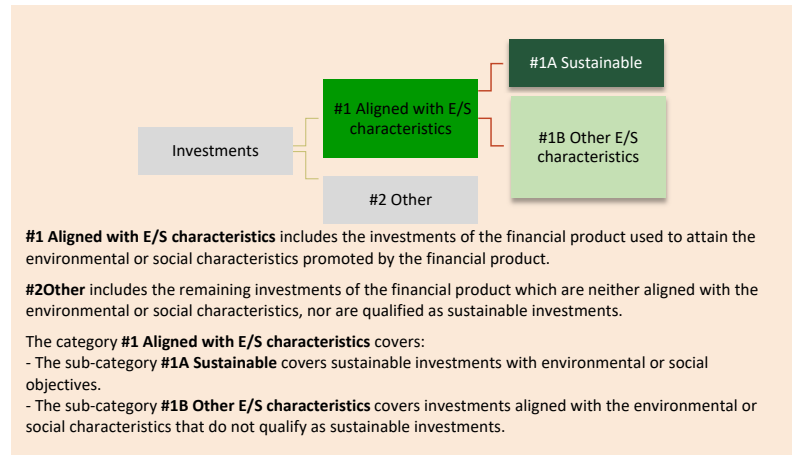 #1A Sustainable
#1 Aligned with E/S
characteristics
#1B Other E/S
characteristics
Investments
#2 Other
#1 Aligned with E/S characteristics includes the investments of the financial product used to attain the
environmental or social characteristics promoted by the financial product.
#2Other includes the remaining investments of the financial product which are neither aligned with the
environmental or social characteristics, nor are qualified as sustainable investments.
The category #1 Aligned with E/S characteristics covers:
- The sub-category #1A Sustainable covers sustainable investments with environmental or social
objectives.
- The sub-category #1B Other E/S characteristics covers investments aligned with the environmental or
social characteristics that do not qualify as sustainable investments.